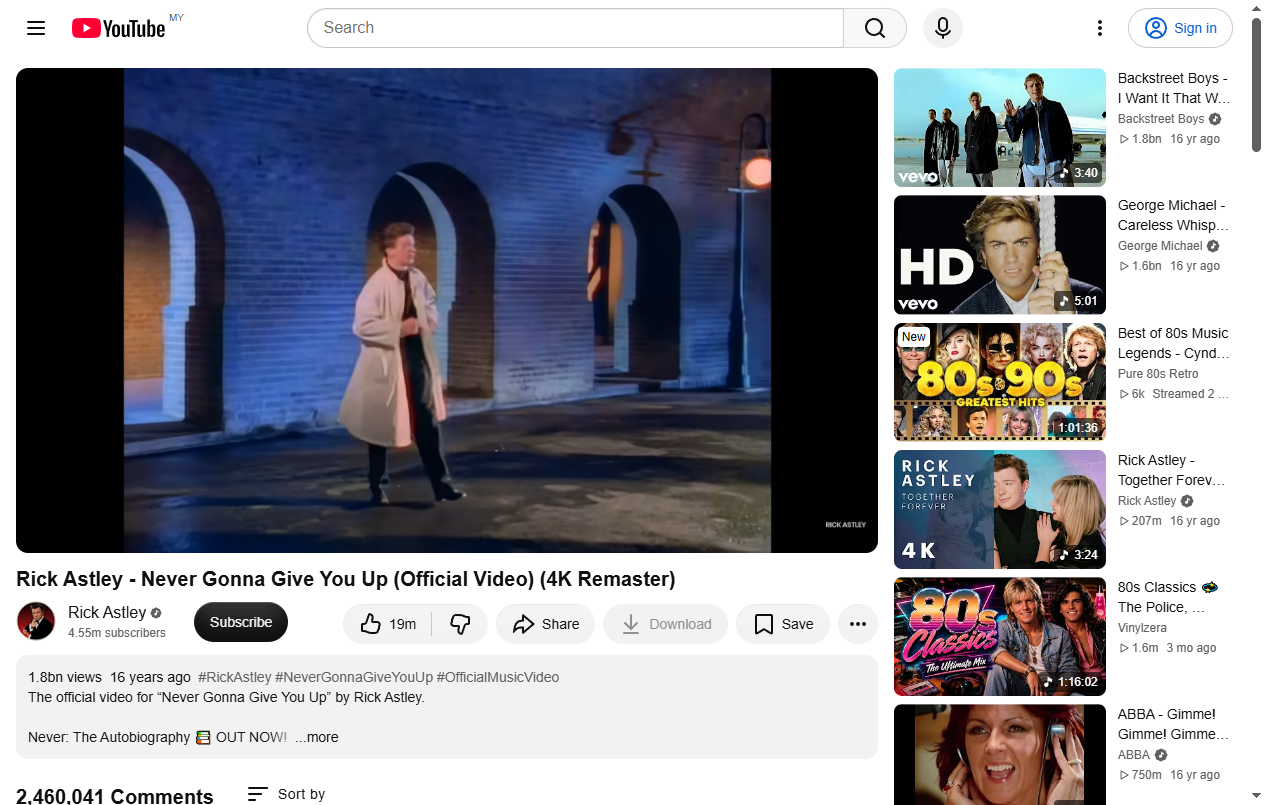 YouTube MY
Search
Sign in
RICK ASTLEY
Rick Astley - Never Gonna Give You Up (Official Video) (4K Remaster)
Rick Astley
4.55m subscribers
Subscribe
19m
Share
Download
Save
1.8bn views 16 years ago #RickAstley #NeverGonnaGiveYouUp #OfficialMusicVideo
The official video for “Never Gonna Give You Up” by Rick Astley.
Never: The Autobiography 📚 OUT NOW! ...more
2,460,041 Comments
Sort by
vevo
3:40
Backstreet Boys -
I Want It That W...
Backstreet Boys
1.8bn 16 yr ago
HD
vevo
5:01
George Michael -
Careless Whisp...
George Michael
1.6bn 16 yr ago
New
80s & 90s
GREATEST HITS
1:01:36
Best of 80s Music
Legends - Cynd...
Pure 80s Retro
6k Streamed 2 ...
RICK
ASTLEY
TOGETHER
FOREVER
4K
3:24
Rick Astley -
Together Forev...
Rick Astley
207m 16 yr ago
80s
Classics
The Ultimate Mix
1:16:02
80s Classics
The Police, ...
Vinylzera
1.6m 3 mo ago
ABBA - Gimme!
Gimme! Gimme...
ABBA
750m 16 yr ago